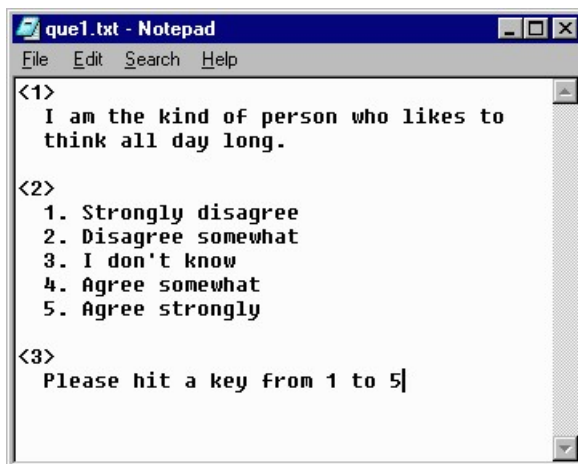 que1.txt - Notepad
File Edit Search Help
<1>
I am the kind of person who likes to
think all day long.
<2>
1. Strongly disagree
2. Disagree somewhat
3. I don't know
4. Agree somewhat
5. Agree strongly
<3>
Please hit a key from 1 to 5